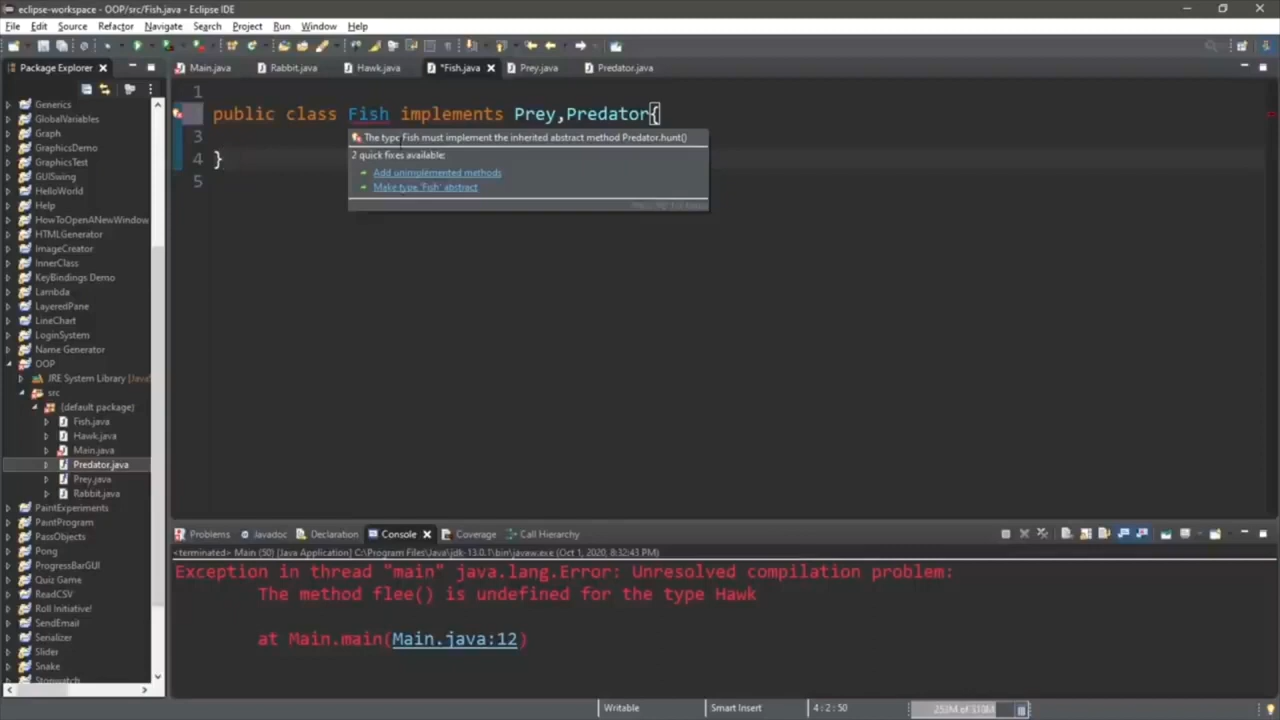 eclipse-workspace - OOP/src/Fish.java - Eclipse IDE
File Edit Source Refactor Navigate Search Project Run Window Help
Package Explorer
Main.java Rabbit.java Hawk.java *Fish.java Prey.java Predator.java
Generics
GlobalVariables
Graph
GraphicsDemo
GraphicsTest
GUISwing
HelloWorld
Help
HowToOpenANewWindow
HTMLGenerator
ImageCreator
InnerClass
KeyBindings Demo
Lambda
LayeredPane
LineChart
LoginSystem
Name Generator
OOP
JRE System Library [Java
src
(default package)
Fish.java
Hawk.java
Main.java
Predator.java
Prey.java
Rabbit.java
PaintExperiments
PaintProgram
PassObjects
Pong
ProgressBarGUI
Quiz Game
ReadCSV
Roll Initiative!
SendEmail
Serializer
Slider
Snake
Stopwatch
1
2 public class Fish implements Prey,Predator{
3
4 }
5
The type Fish must implement the inherited abstract method Predator.hunt()
2 quick fixes available:
Add unimplemented methods
Make type 'Fish' abstract
Problems Javadoc Declaration Console Coverage Call Hierarchy
<terminated> Main (50) [Java Application] C:\Program Files\Java\jdk-13.0.1\bin\javaw.exe (Oct 1, 2020, 8:32:43 PM)
Exception in thread "main" java.lang.Error: Unresolved compilation problem:
The method flee() is undefined for the type Hawk
at Main.main(Main.java:12)
Writable Smart Insert 4 : 2 : 50